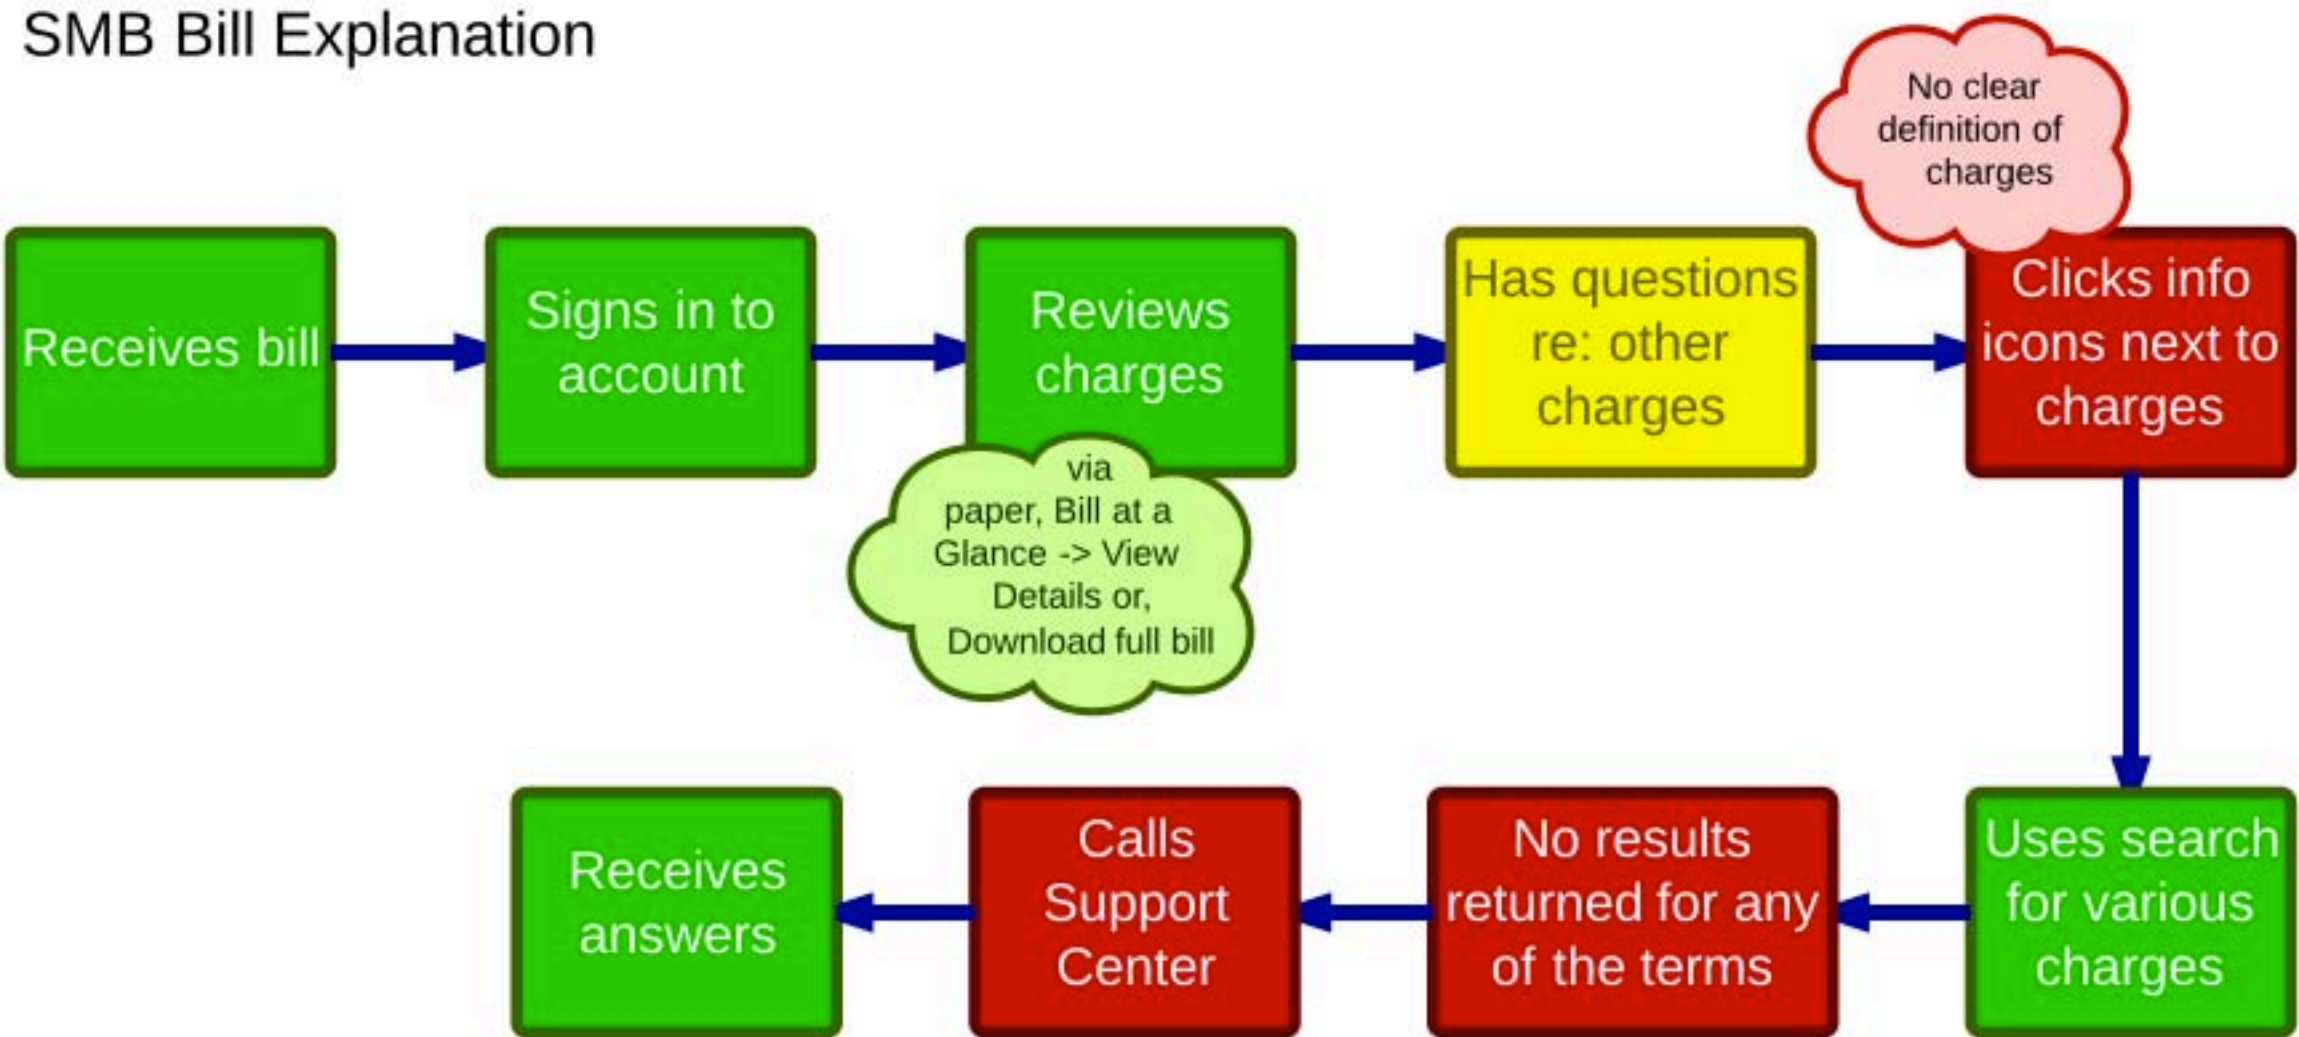 SMB Bill Explanation
No clear
definition of
charges
Receives bill
Signs in to
account
Reviews
charges
Has questions
re: other
charges
Clicks info
icons next to
charges
via
paper, Bill at a
Glance -> View
Details or,
Download full bill
Uses search
for various
charges
No results
returned for any
of the terms
Calls
Support
Center
Receives
answers